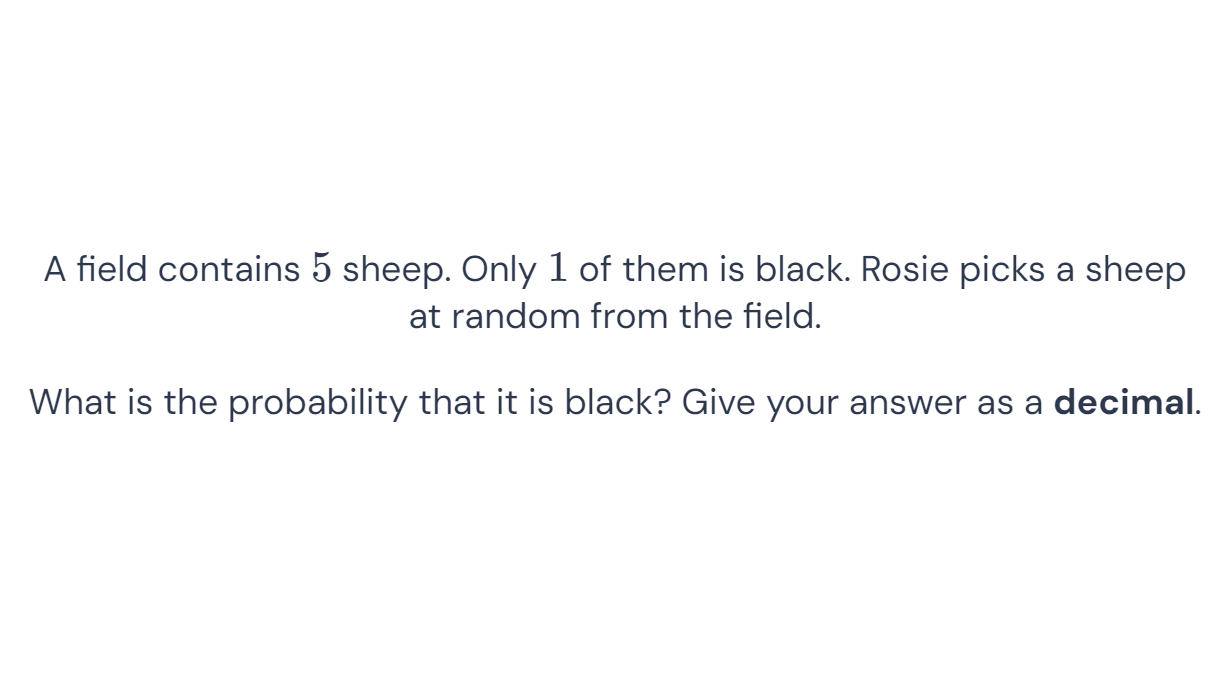 A field contains 5 sheep. Only 1 of them is black. Rosie picks a sheep
at random from the field.
What is the probability that it is black? Give your answer as a decimal.